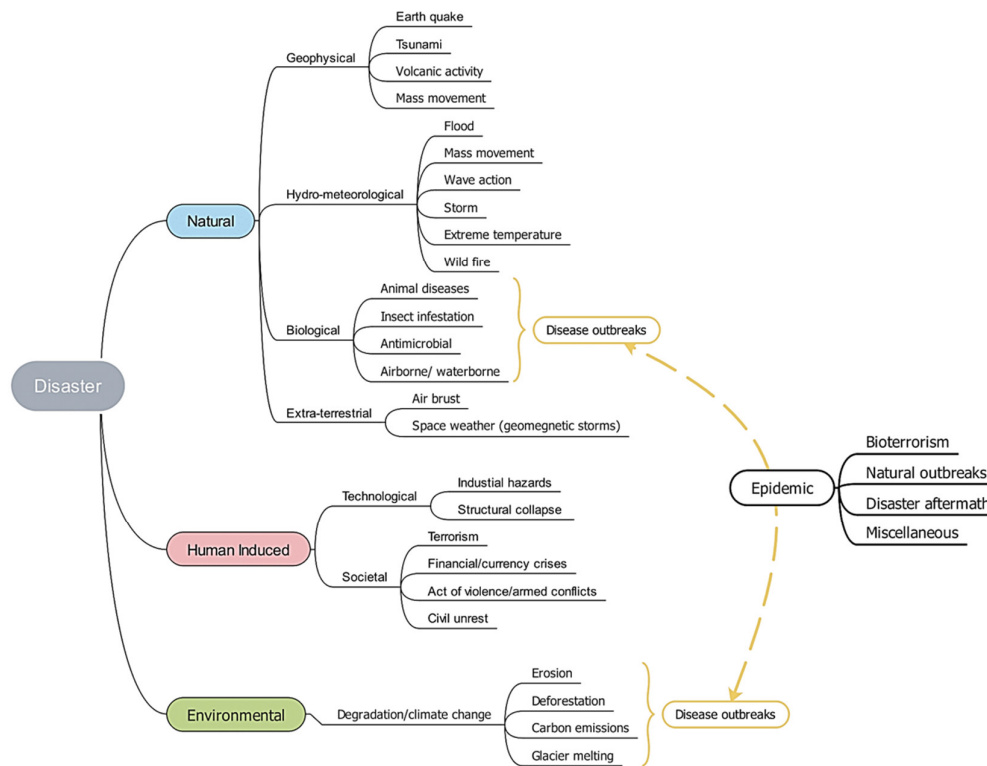 Disaster
Natural
Geophysical
Earth quake
Tsunami
Volcanic activity
Mass movement
Hydro-meteorological
Flood
Mass movement
Wave action
Storm
Extreme temperature
Wild fire
Biological
Animal diseases
Insect infestation
Antimicrobial
Airborne/ waterborne
Disease outbreaks
Extra-terrestrial
Air brust
Space weather (geomegnetic storms)
Human Induced
Technological
Industial hazards
Structural collapse
Societal
Terrorism
Financial/currency crises
Act of violence/armed conflicts
Civil unrest
Environmental
Degradation/climate change
Erosion
Deforestation
Carbon emissions
Glacier melting
Disease outbreaks
Epidemic
Bioterrorism
Natural outbreaks
Disaster aftermath
Miscellaneous